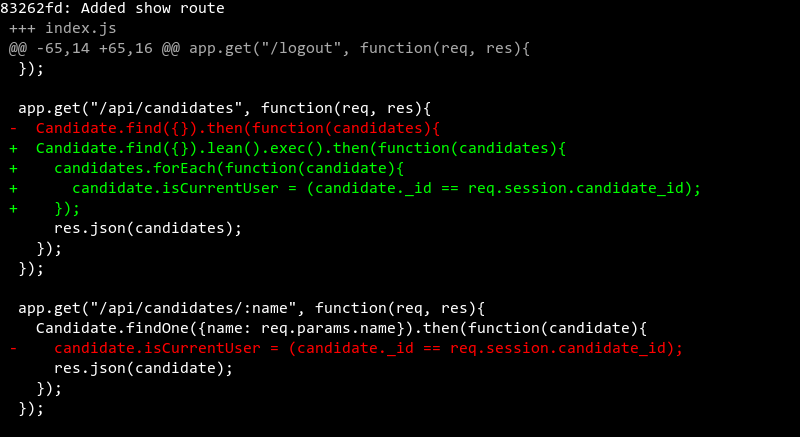 83262fd: Added show route
 +++ index.js
 @@ -65,14 +65,16 @@ app.get("/logout", function(req, res){
  });

  app.get("/api/candidates", function(req, res){
 -  Candidate.find({}).then(function(candidates){
 +  Candidate.find({}).lean().exec().then(function(candidates){
 +    candidates.forEach(function(candidate){
 +      candidate.isCurrentUser = (candidate._id == req.session.candidate_id);
 +    });
      res.json(candidates);
    });
  });

  app.get("/api/candidates/:name", function(req, res){
    Candidate.findOne({name: req.params.name}).then(function(candidate){
 -    candidate.isCurrentUser = (candidate._id == req.session.candidate_id);
      res.json(candidate);
    });
  });